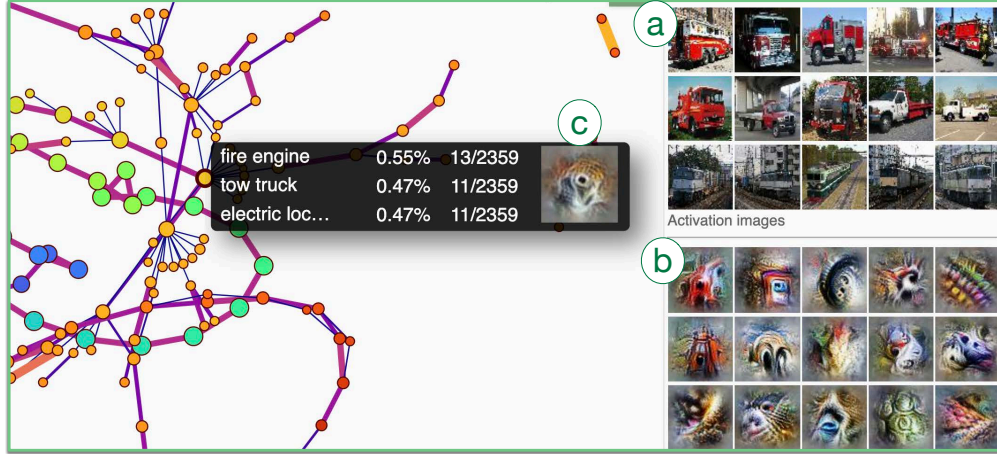 a
c
fire engine 0.55% 13/2359
tow truck 0.47% 11/2359
electric loc... 0.47% 11/2359
Activation images
b